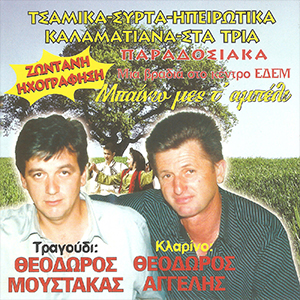 ΤΣΑΜΙΚΑ-ΣΥΡΤΑ-ΗΠΕΙΡΩΤΙΚΑ
ΚΑΛΑΜΑΤΙΑΝΑ-ΣΤΑ ΤΡΙΑ
ΠΑΡΑΔΟΣΙΑΚΑ
ΖΩΝΤΑΝΗ
ΗΧΟΓΡΑΦΗΣΗ
Μια βραδιά στο κέντρο ΕΔΕΜ
Μπαίνω μες τ' αμπέλι
Τραγούδι:
ΘΕΟΔΩΡΟΣ
ΜΟΥΣΤΑΚΑΣ
Κλαρίνο:
ΘΕΟΔΩΡΟΣ
ΑΓΓΕΛΗΣ